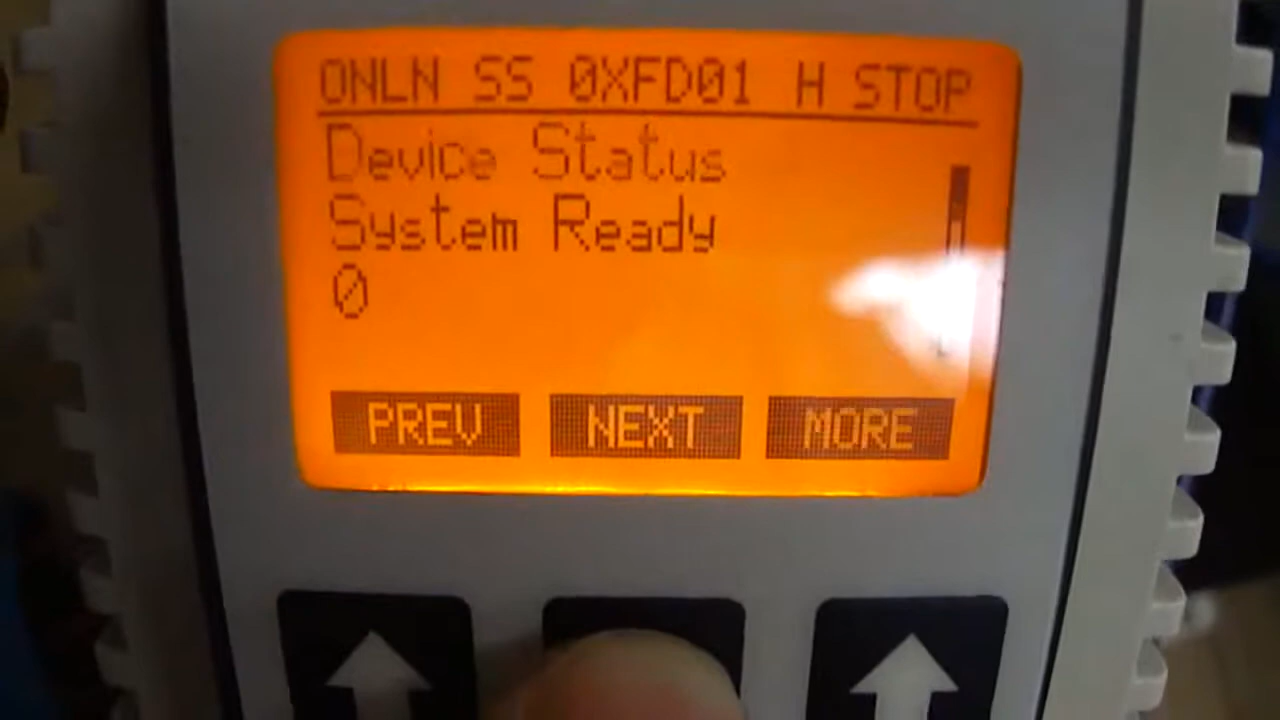 ONLN SS 0XFD01 H STOP
Device Status
System Ready
0
PREV NEXT MORE